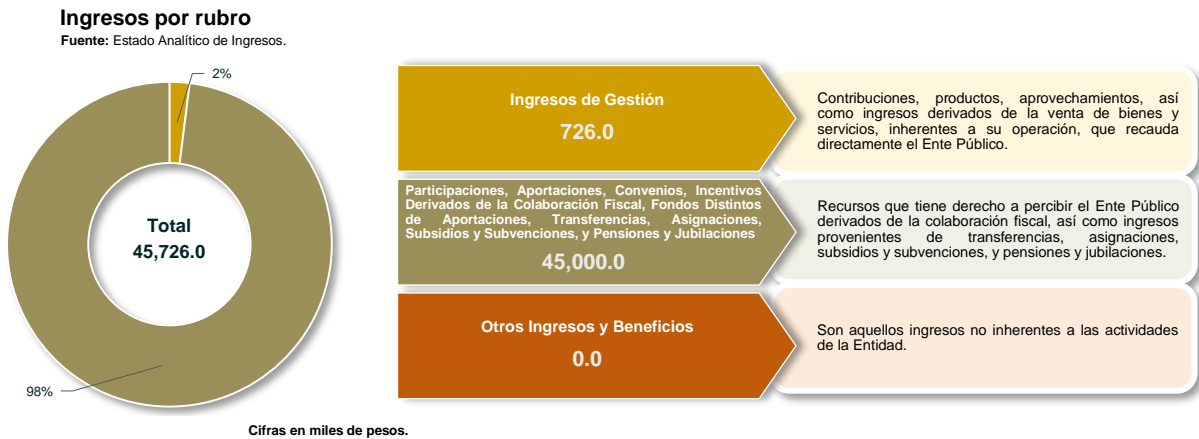 Ingresos por rubro
Fuente: Estado Analítico de Ingresos.
2%
Total
45,726.0
98%
Ingresos de Gestión
726.0
Contribuciones, productos, aprovechamientos, así
como ingresos derivados de la venta de bienes y
servicios, inherentes a su operación, que recauda
directamente el Ente Público.
Participaciones, Aportaciones, Convenios, Incentivos
Derivados de la Colaboración Fiscal, Fondos Distintos
de Aportaciones, Transferencias, Asignaciones,
Subsidios y Subvenciones, y Pensiones y Jubilaciones
45,000.0
Recursos que tiene derecho a percibir el Ente Público
derivados de la colaboración fiscal, así como ingresos
provenientes de transferencias, asignaciones,
subsidios y subvenciones, y pensiones y jubilaciones.
Otros Ingresos y Beneficios
0.0
Son aquellos ingresos no inherentes a las actividades
de la Entidad.
Cifras en miles de pesos.